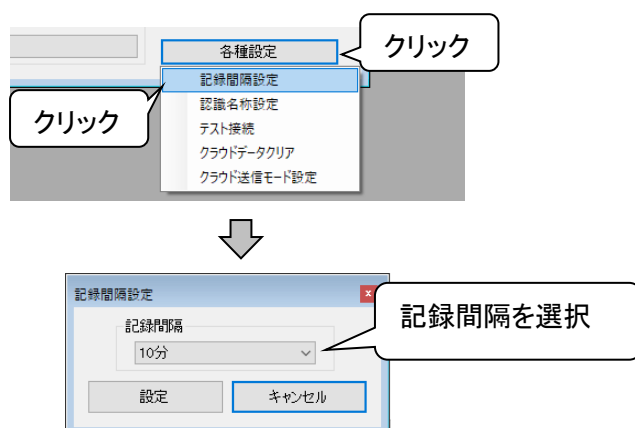 各種設定
クリック
記録間隔設定
クリック
認識名称設定
テスト接続
クラウドデータクリア
クラウド送信モード設定
記録間隔設定
x
記録間隔を選択
記録間隔
10分
設定
キャンセル